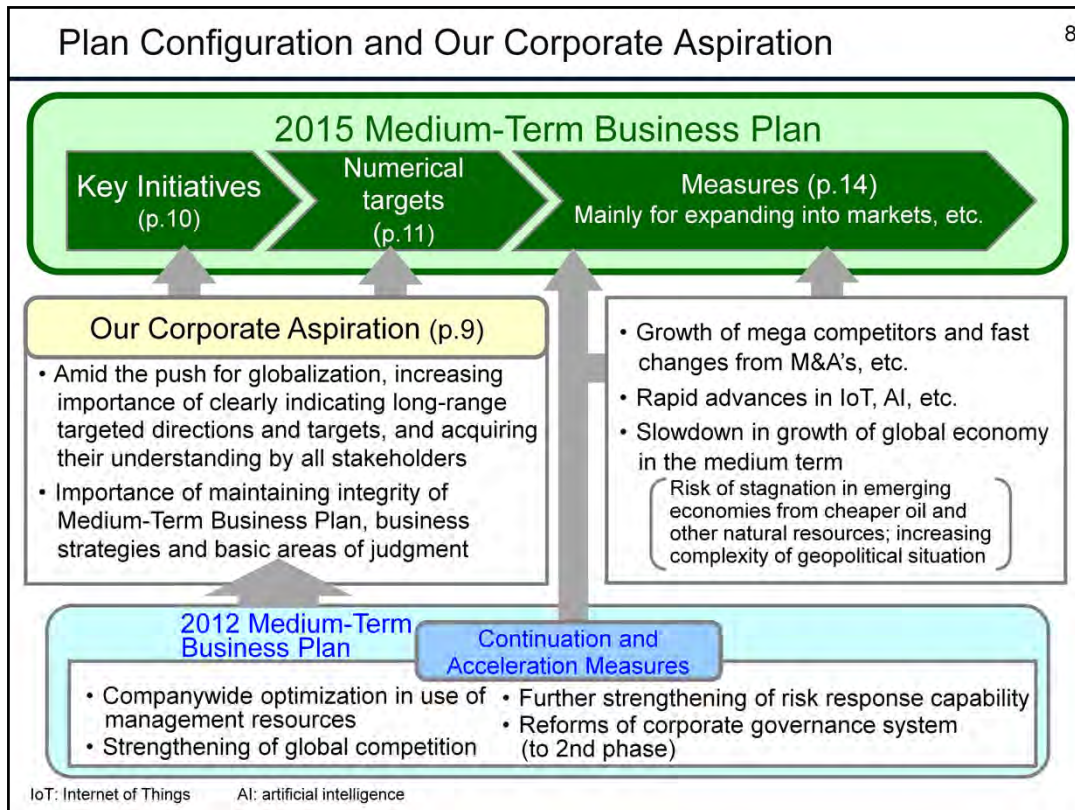 Plan Configuration and Our Corporate Aspiration
8
2015 Medium-Term Business Plan
Key Initiatives
(p.10)
Numerical
targets
(p.11)
Measures (p.14)
Mainly for expanding into markets, etc.
Our Corporate Aspiration (p.9)
• Amid the push for globalization, increasing
importance of clearly indicating long-range
targeted directions and targets, and acquiring
their understanding by all stakeholders
• Importance of maintaining integrity of
Medium-Term Business Plan, business
strategies and basic areas of judgment
• Growth of mega competitors and fast
changes from M&A's, etc.
• Rapid advances in IoT, AI, etc.
• Slowdown in growth of global economy
in the medium term
Risk of stagnation in emerging
economies from cheaper oil and
other natural resources; increasing
complexity of geopolitical situation
2012 Medium-Term
Business Plan
Continuation and
Acceleration Measures
• Companywide optimization in use of
management resources
• Strengthening of global competition
• Further strengthening of risk response capability
• Reforms of corporate governance system
(to 2nd phase)
IoT: Internet of Things AI: artificial intelligence